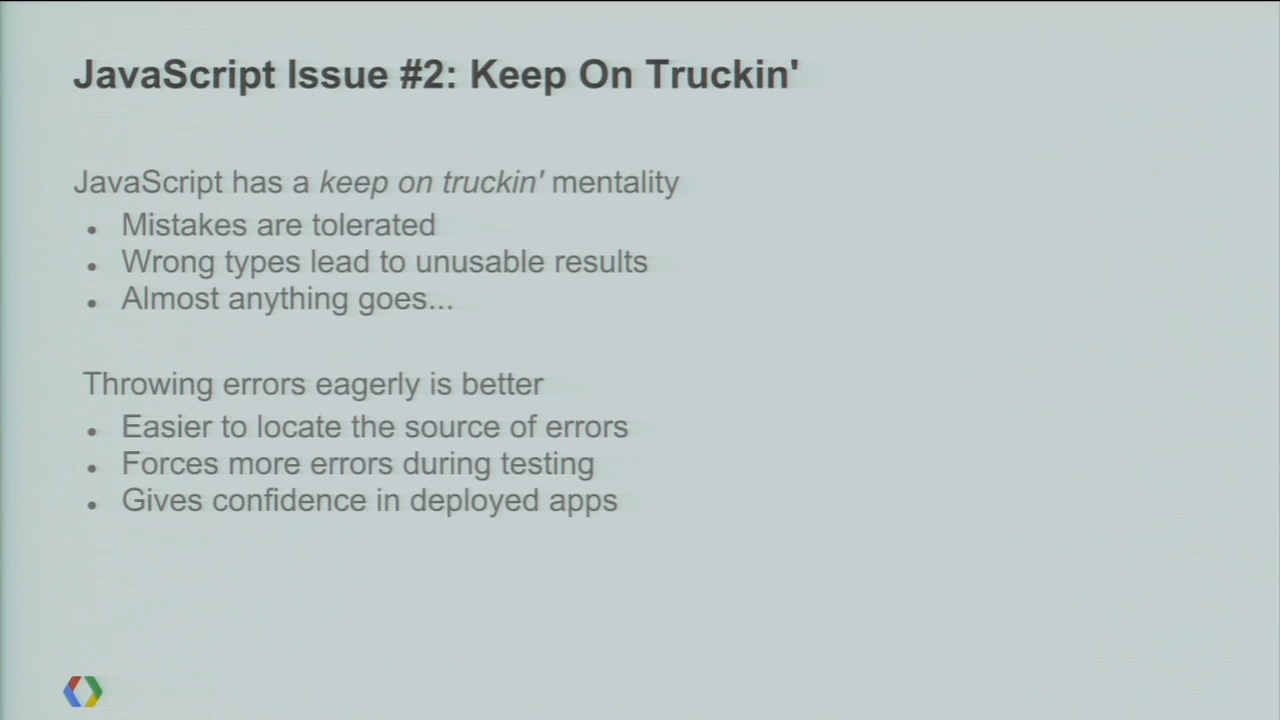 JavaScript Issue #2: Keep On Truckin'
JavaScript has a keep on truckin' mentality
• Mistakes are tolerated
• Wrong types lead to unusable results
• Almost anything goes...
Throwing errors eagerly is better
• Easier to locate the source of errors
• Forces more errors during testing
• Gives confidence in deployed apps